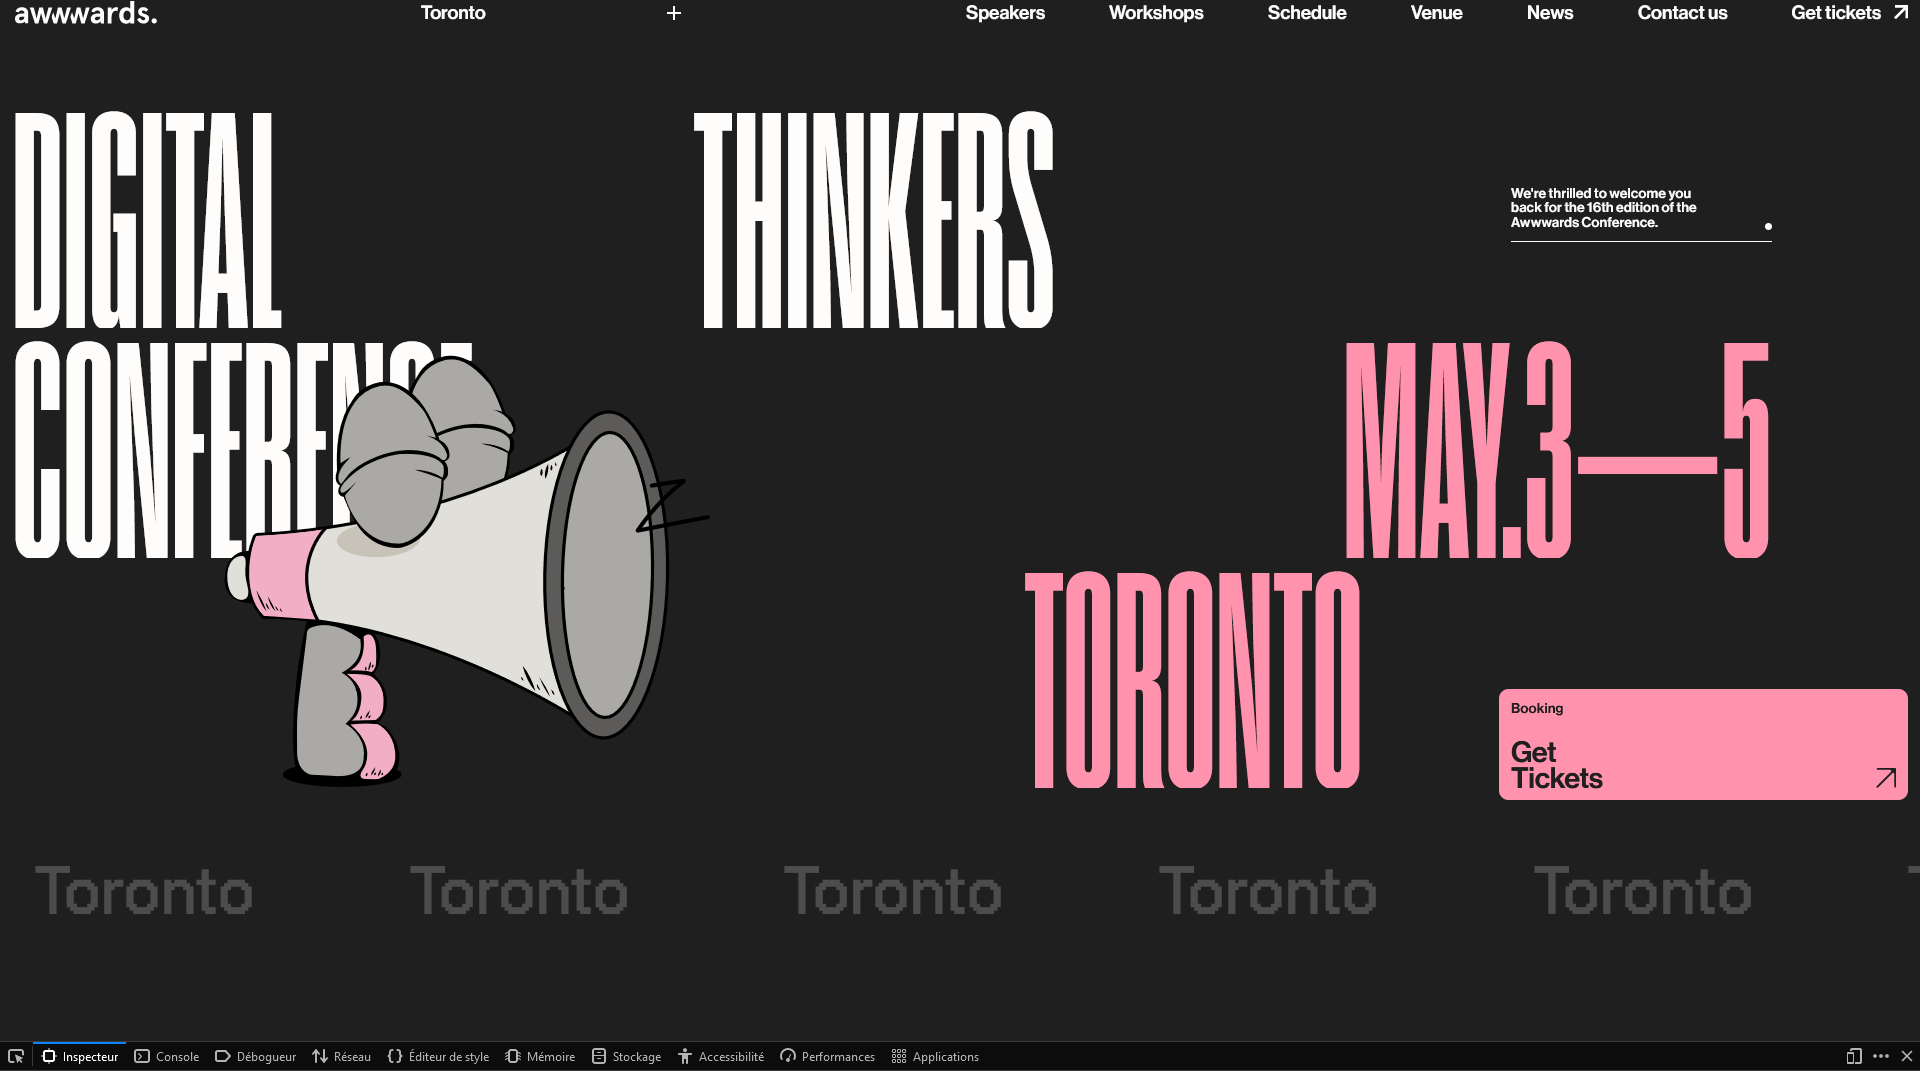 awwwards.
Toronto +
Speakers Workshops Schedule Venue News Contact us Get tickets
DIGITAL THINKERS
We're thrilled to welcome you
back for the 16th edition of the
Awwwards Conference.
CONFERENCE MAY.3—5
TORONTO
Booking
Get
Tickets
Toronto Toronto Toronto Toronto Toronto
Inspecteur Console Débogueur Réseau Éditeur de style Mémoire Stockage Accessibilité Performances Applications